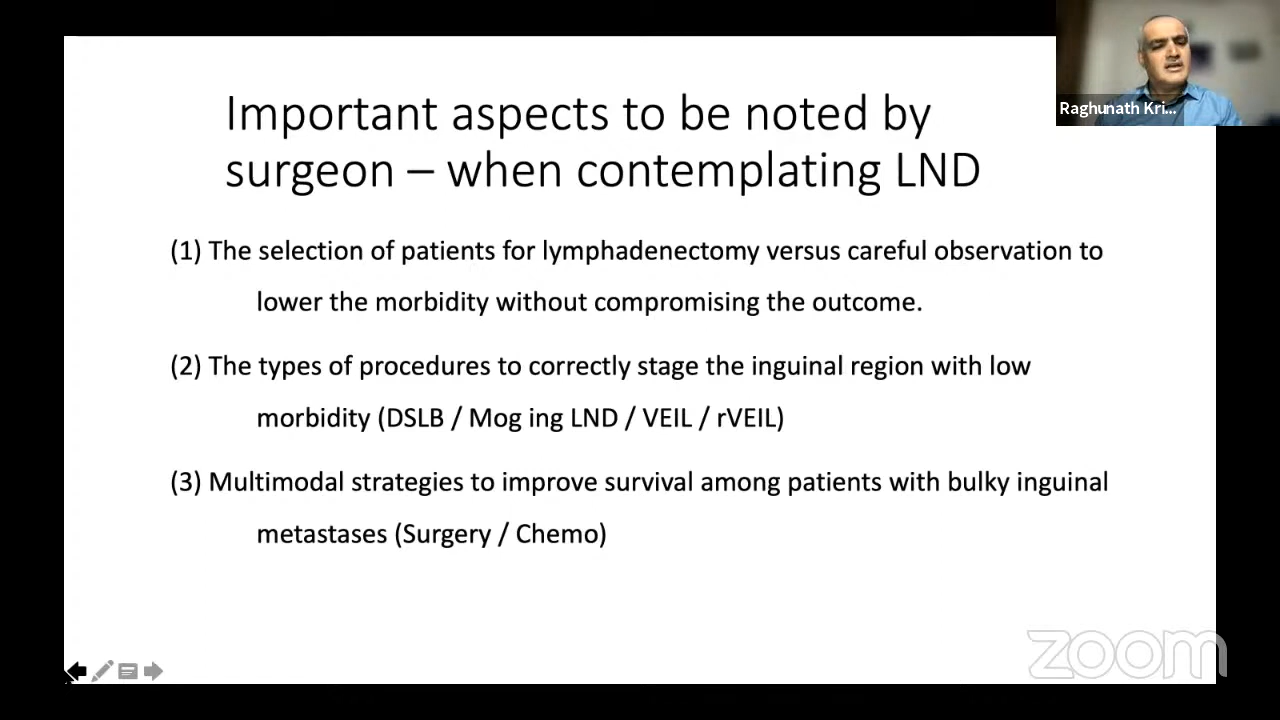 Important aspects to be noted by
surgeon – when contemplating LND
Raghunath Kri...
(1) The selection of patients for lymphadenectomy versus careful observation to
lower the morbidity without compromising the outcome.
(2) The types of procedures to correctly stage the inguinal region with low
morbidity (DSLB / Mog ing LND / VEIL / rVEIL)
(3) Multimodal strategies to improve survival among patients with bulky inguinal
metastases (Surgery / Chemo)
zoom